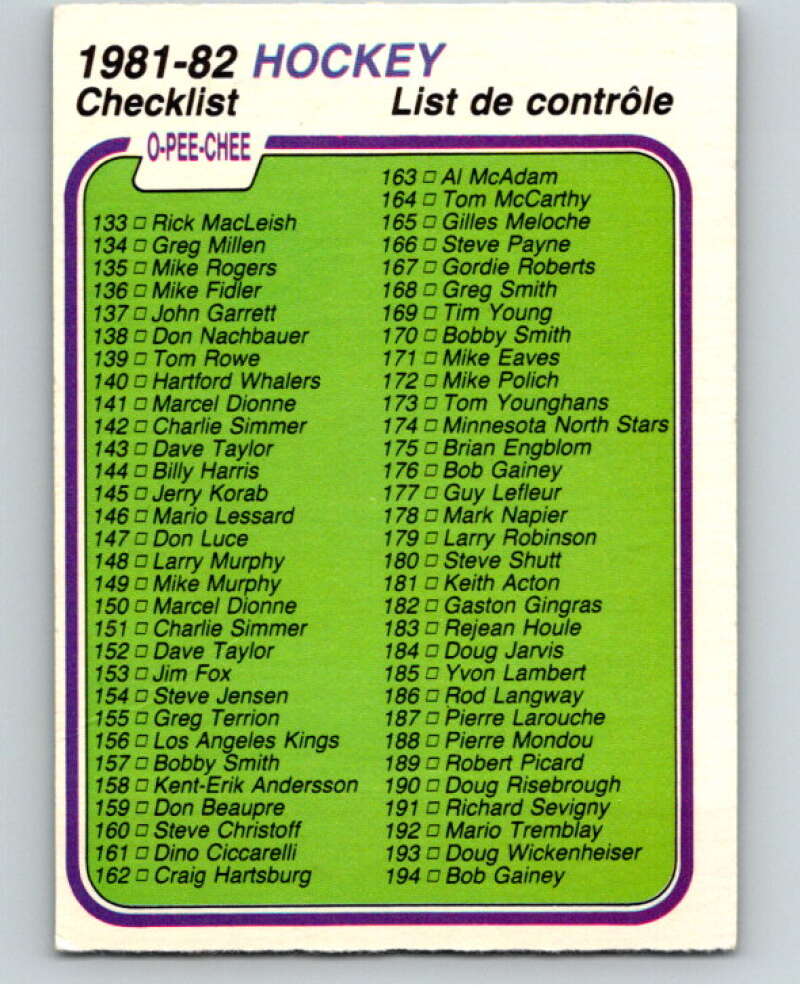 1981-82 HOCKEY
Checklist List de contrôle
O-PEE-CHEE
133 □ Rick MacLeish
134 □ Greg Millen
135 □ Mike Rogers
136 □ Mike Fidler
137 □ John Garrett
138 □ Don Nachbauer
139 □ Tom Rowe
140 □ Hartford Whalers
141 □ Marcel Dionne
142 □ Charlie Simmer
143 □ Dave Taylor
144 □ Billy Harris
145 □ Jerry Korab
146 □ Mario Lessard
147 □ Don Luce
148 □ Larry Murphy
149 □ Mike Murphy
150 □ Marcel Dionne
151 □ Charlie Simmer
152 □ Dave Taylor
153 □ Jim Fox
154 □ Steve Jensen
155 □ Greg Terrion
156 □ Los Angeles Kings
157 □ Bobby Smith
158 □ Kent-Erik Andersson
159 □ Don Beaupre
160 □ Steve Christoff
161 □ Dino Ciccarelli
162 □ Craig Hartsburg
163 □ Al McAdam
164 □ Tom McCarthy
165 □ Gilles Meloche
166 □ Steve Payne
167 □ Gordie Roberts
168 □ Greg Smith
169 □ Tim Young
170 □ Bobby Smith
171 □ Mike Eaves
172 □ Mike Polich
173 □ Tom Younghans
174 □ Minnesota North Stars
175 □ Brian Engblom
176 □ Bob Gainey
177 □ Guy Lefleur
178 □ Mark Napier
179 □ Larry Robinson
180 □ Steve Shutt
181 □ Keith Acton
182 □ Gaston Gingras
183 □ Rejean Houle
184 □ Doug Jarvis
185 □ Yvon Lambert
186 □ Rod Langway
187 □ Pierre Larouche
188 □ Pierre Mondou
189 □ Robert Picard
190 □ Doug Risebrough
191 □ Richard Sevigny
192 □ Mario Tremblay
193 □ Doug Wickenheiser
194 □ Bob Gainey